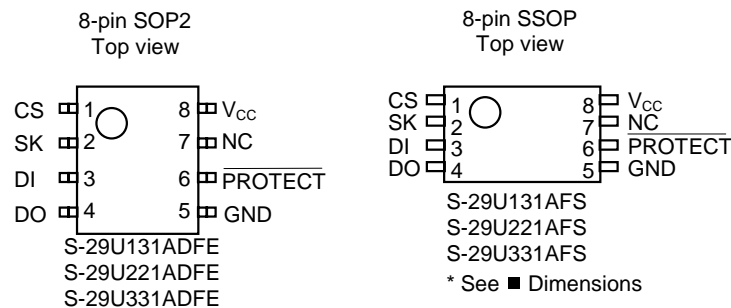 8-pin SOP2
Top view
CS 1 8 VCC
SK 2 7 NC
DI 3 6 PROTECT
DO 4 5 GND
S-29U131ADFE
S-29U221ADFE
S-29U331ADFE
8-pin SSOP
Top view
CS 1 8 VCC
SK 2 7 NC
DI 3 6 PROTECT
DO 4 5 GND
S-29U131AFS
S-29U221AFS
S-29U331AFS
* See ■ Dimensions